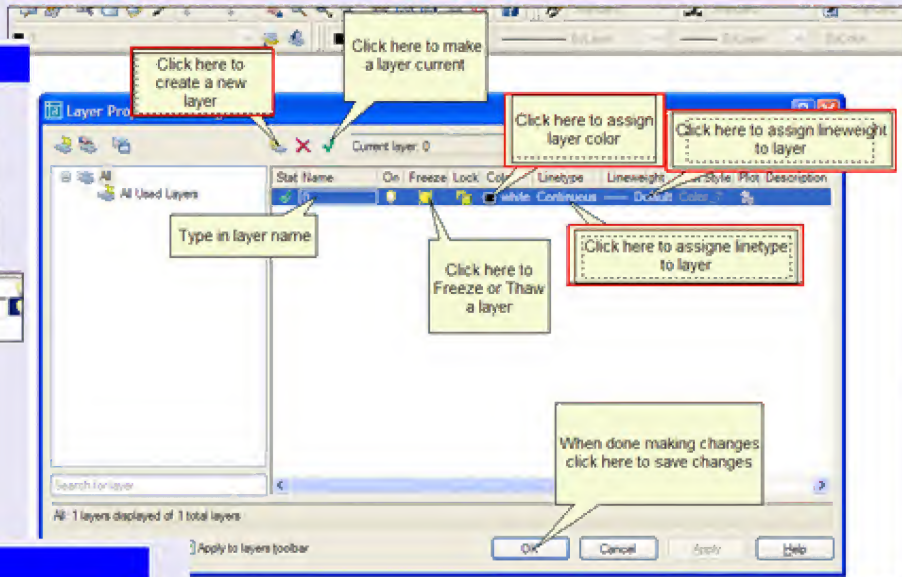 Click here to make
a layer current
Click here to
create a new
layer
Layer Pro
Click here to assign
layer color
Click here to assign lineweight
to layer
Current layer: 0
All
All Used Layers
Stat Name On Freeze Lock Linetype Lineweight Style Plot Description
0 white Continuous Default Color_7
Type in layer name
Click here to
Freeze or Thaw
a layer
Click here to assigne linetype
to layer
When done making changes
click here to save changes
Search for layer
All: 1 layers displayed of 1 total layers
Apply to layers toolbar
OK Cancel Apply Help